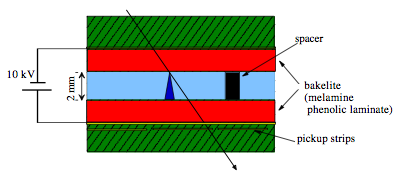 spacer
10 kV
2 mm
bakelite
(melamine
phenolic laminate)
pickup strips